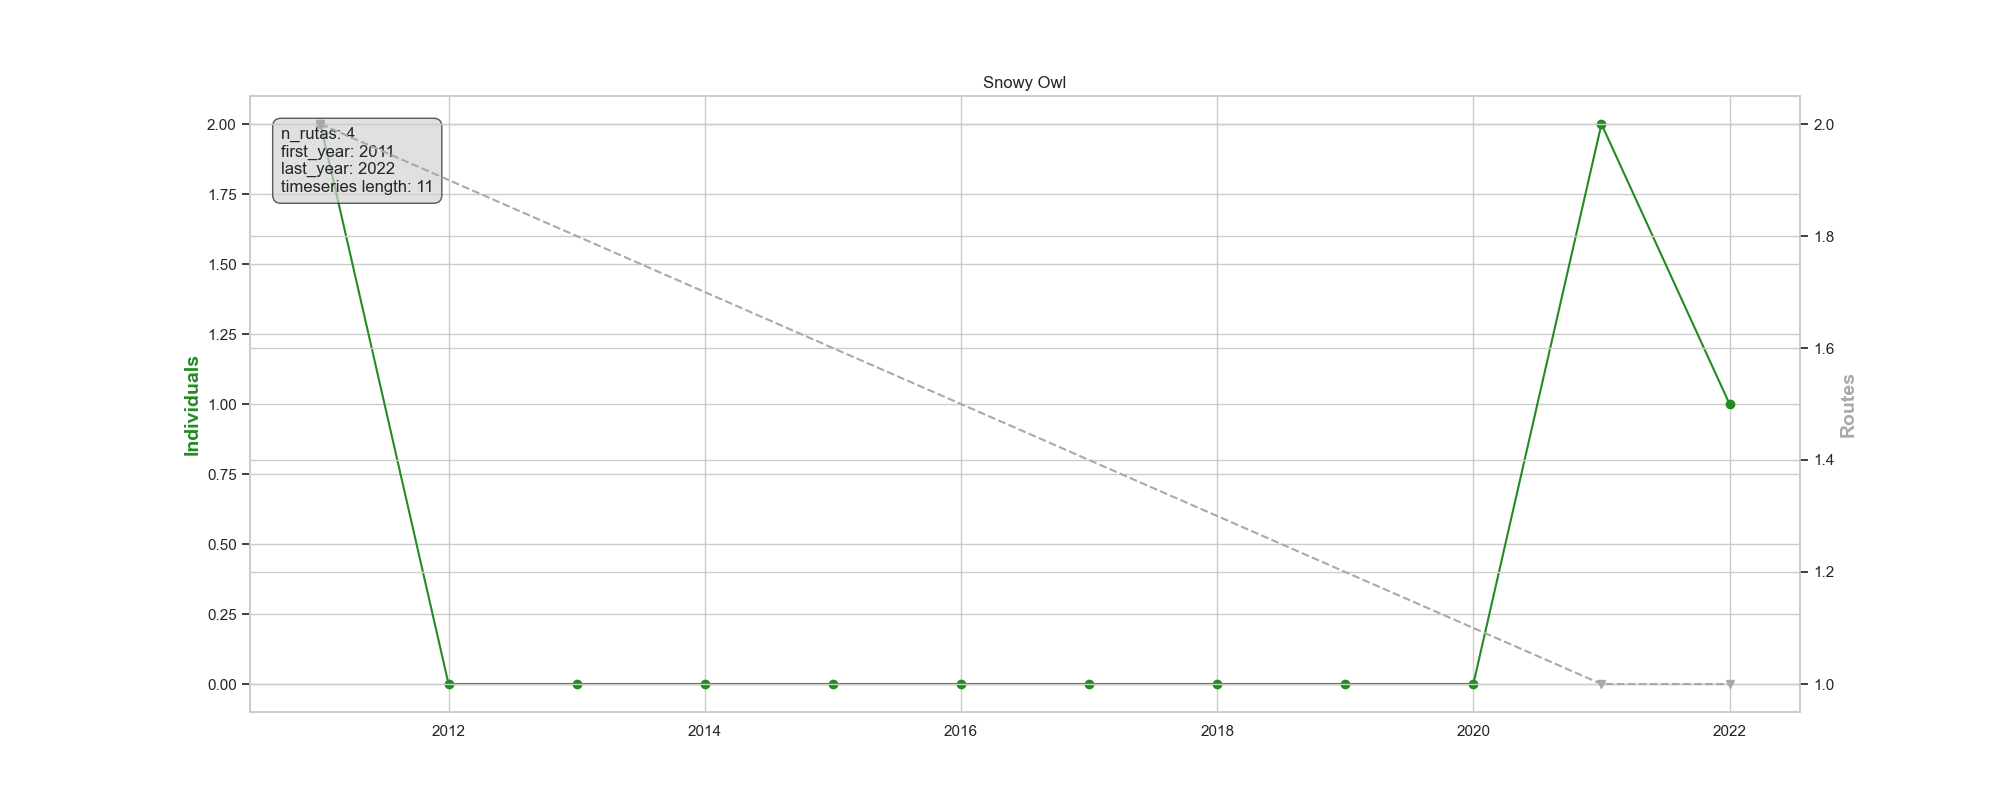 Snowy Owl
n_rutas: 4
first_year: 2011
last_year: 2022
timeseries length: 11
2.00
1.75
1.50
1.25
1.00
0.75
0.50
0.25
0.00
Individuals
2.0
1.8
1.6
1.4
1.2
1.0
Routes
2012 2014 2016 2018 2020 2022